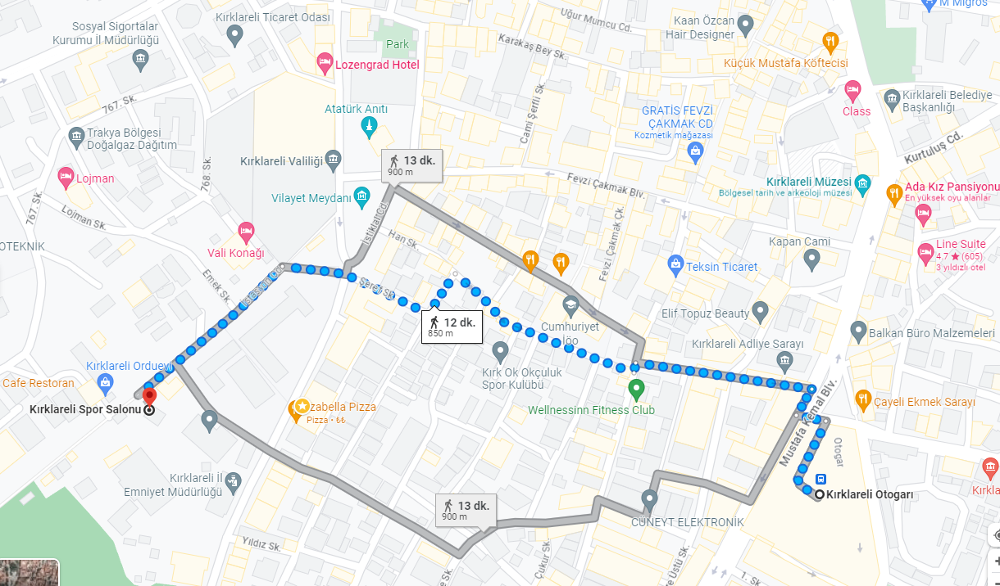 M Migros
Kırklareli Ticaret Odası
Uğur Mumcu Cd.
Kaan Özcan
Hair Designer
Sosyal Sigortalar
Kurumu İl Müdürlüğü
Park
Karakaş Bey Sk.
Küçük Mustafa Köftecisi
Lozengrad Hotel
767. Sk.
Atatürk Anıtı
Cami Şerifi Sk.
GRATİS FEVZİ
ÇAKMAK CD
Kozmetik mağazası
Class
Kırklareli Belediye
Başkanlığı
Trakya Bölgesi
Doğalgaz Dağıtım
Kurtuluş Cd.
768. Sk.
Kırklareli Valiliği
13 dk.
900 m
Lojman
Fevzi Çakmak Blv.
Kırklareli Müzesi
Bölgesel tarih ve arkeoloji müzesi
Ada Kız Pansiyonu
En yüksek oyu alanlar
Vilayet Meydanı
767. Sk.
Lojman Sk.
İstiklal Cd.
Han Sk.
Fevzi Çakmak Çk.
OTEKNİK
Vali Konağı
Kapan Cami
Line Suite
4.7 ★ (605)
3 yıldızlı otel
Teksin Ticaret
Emek Sk.
İstasyon Cd.
Şeref Sk.
12 dk.
850 m
Cumhuriyet
İöo
Elif Topuz Beauty
Balkan Büro Malzemeleri
Kırklareli Adliye Sarayı
Kırklareli Orduevi
Cafe Restoran
Kırk Ok Okçuluk
Spor Kulübü
Kırklareli Spor Salonu
zabella Pizza
Pizza • ₺₺
Wellnessinn Fitness Club
Çayeli Ekmek Sarayı
Mustafa Kemal Blv.
Otogar
Kırklareli İl
Emniyet Müdürlüğü
Kırkla
Kırklareli Otogarı
13 dk.
900 m
CÜNEYT ELEKTRONİK
Yıldız Sk.
Çukur Sk.
e Üstü Sk.
1. Sk.